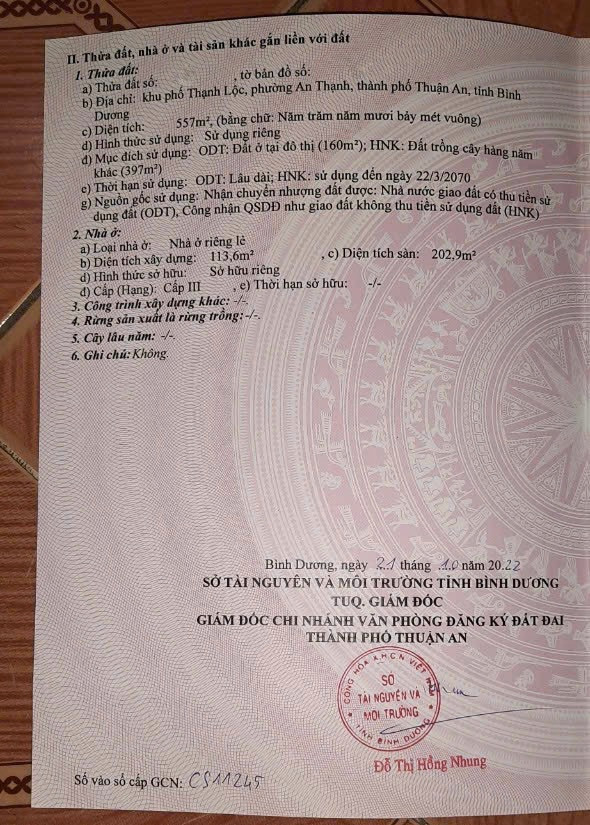 II. Thửa đất, nhà ở và tài sản khác gắn liền với đất
1. Thửa đất:
a) Thửa đất số: , tờ bản đồ số:
b) Địa chỉ: khu phố Thạnh Lộc, phường An Thạnh, thành phố Thuận An, tỉnh Bình
Dương
c) Diện tích: 557m², (bằng chữ: Năm trăm năm mươi bảy mét vuông)
d) Hình thức sử dụng: Sử dụng riêng
đ) Mục đích sử dụng: ODT: Đất ở tại đô thị (160m²); HNK: Đất trồng cây hàng năm
khác (397m²)
e) Thời hạn sử dụng: ODT: Lâu dài; HNK: sử dụng đến ngày 22/3/2070
g) Nguồn gốc sử dụng: Nhận chuyển nhượng đất được: Nhà nước giao đất có thu tiền sử
dụng đất (ODT), Công nhận QSDĐ như giao đất không thu tiền sử dụng đất (HNK)
2. Nhà ở:
a) Loại nhà ở: Nhà ở riêng lẻ
b) Diện tích xây dựng: 113,6m² , c) Diện tích sàn: 202,9m²
d) Hình thức sở hữu: Sở hữu riêng
đ) Cấp (Hạng): Cấp III , e) Thời hạn sở hữu: -/-
3. Công trình xây dựng khác: -/-.
4. Rừng sản xuất là rừng trồng: -/-.
5. Cây lâu năm: -/-.
6. Ghi chú: Không.
Bình Dương, ngày 21 tháng 10 năm 2022
SỞ TÀI NGUYÊN VÀ MÔI TRƯỜNG TỈNH BÌNH DƯƠNG
TUQ. GIÁM ĐỐC
GIÁM ĐỐC CHI NHÁNH VĂN PHÒNG ĐĂNG KÝ ĐẤT ĐAI
THÀNH PHỐ THUẬN AN
CỘNG HÒA X.H.C.N VIỆT NAM
SỞ
TÀI NGUYÊN VÀ
MÔI TRƯỜNG
TỈNH BÌNH DƯƠNG
Đỗ Thị Hồng Nhung
Số vào sổ cấp GCN: CS11245